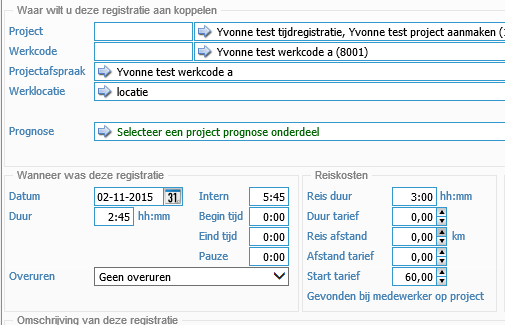 Waar wilt u deze registratie aan koppelen
Project Yvonne test tijdregistratie, Yvonne test project aanmaken (
Werkcode Yvonne test werkcode a (8001)
Projectafspraak Yvonne test werkcode a
Werklocatie locatie
Prognose Selecteer een project prognose onderdeel
Wanneer was deze registratie Reiskosten
Datum 02-11-2015 31 Intern 5:45 Reis duur 3:00 hh:mm
Duur 2:45 hh:mm Begin tijd 0:00 Duur tarief 0,00
Eind tijd 0:00 Reis afstand 0,00 km
Pauze 0:00 Afstand tarief 0,00
Overuren Geen overuren Start tarief 60,00
Gevonden bij medewerker op project
Omschrijving van deze registratie